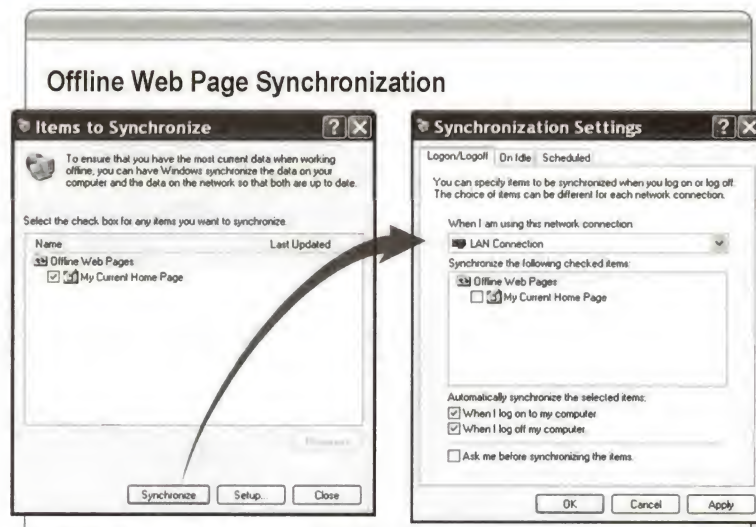 Offline Web Page Synchronization
Items to Synchronize
To ensure that you have the most current data when working
offline, you can have Windows synchronize the data on your
computer and the data on the network so that both are up to date.
Select the check box for any items you want to synchronize.
Name Last Updated
Offline Web Pages
My Current Home Page
Properties
Synchronize Setup... Close
Synchronization Settings
Logon/Logoff On Idle Scheduled
You can specify items to be synchronized when you log on or log off.
The choice of items can be different for each network connection.
When I am using this network connection
LAN Connection
Synchronize the following checked items:
Offline Web Pages
My Current Home Page
Automatically synchronize the selected items:
When I log on to my computer
When I log off my computer
Ask me before synchronizing the items.
OK Cancel Apply